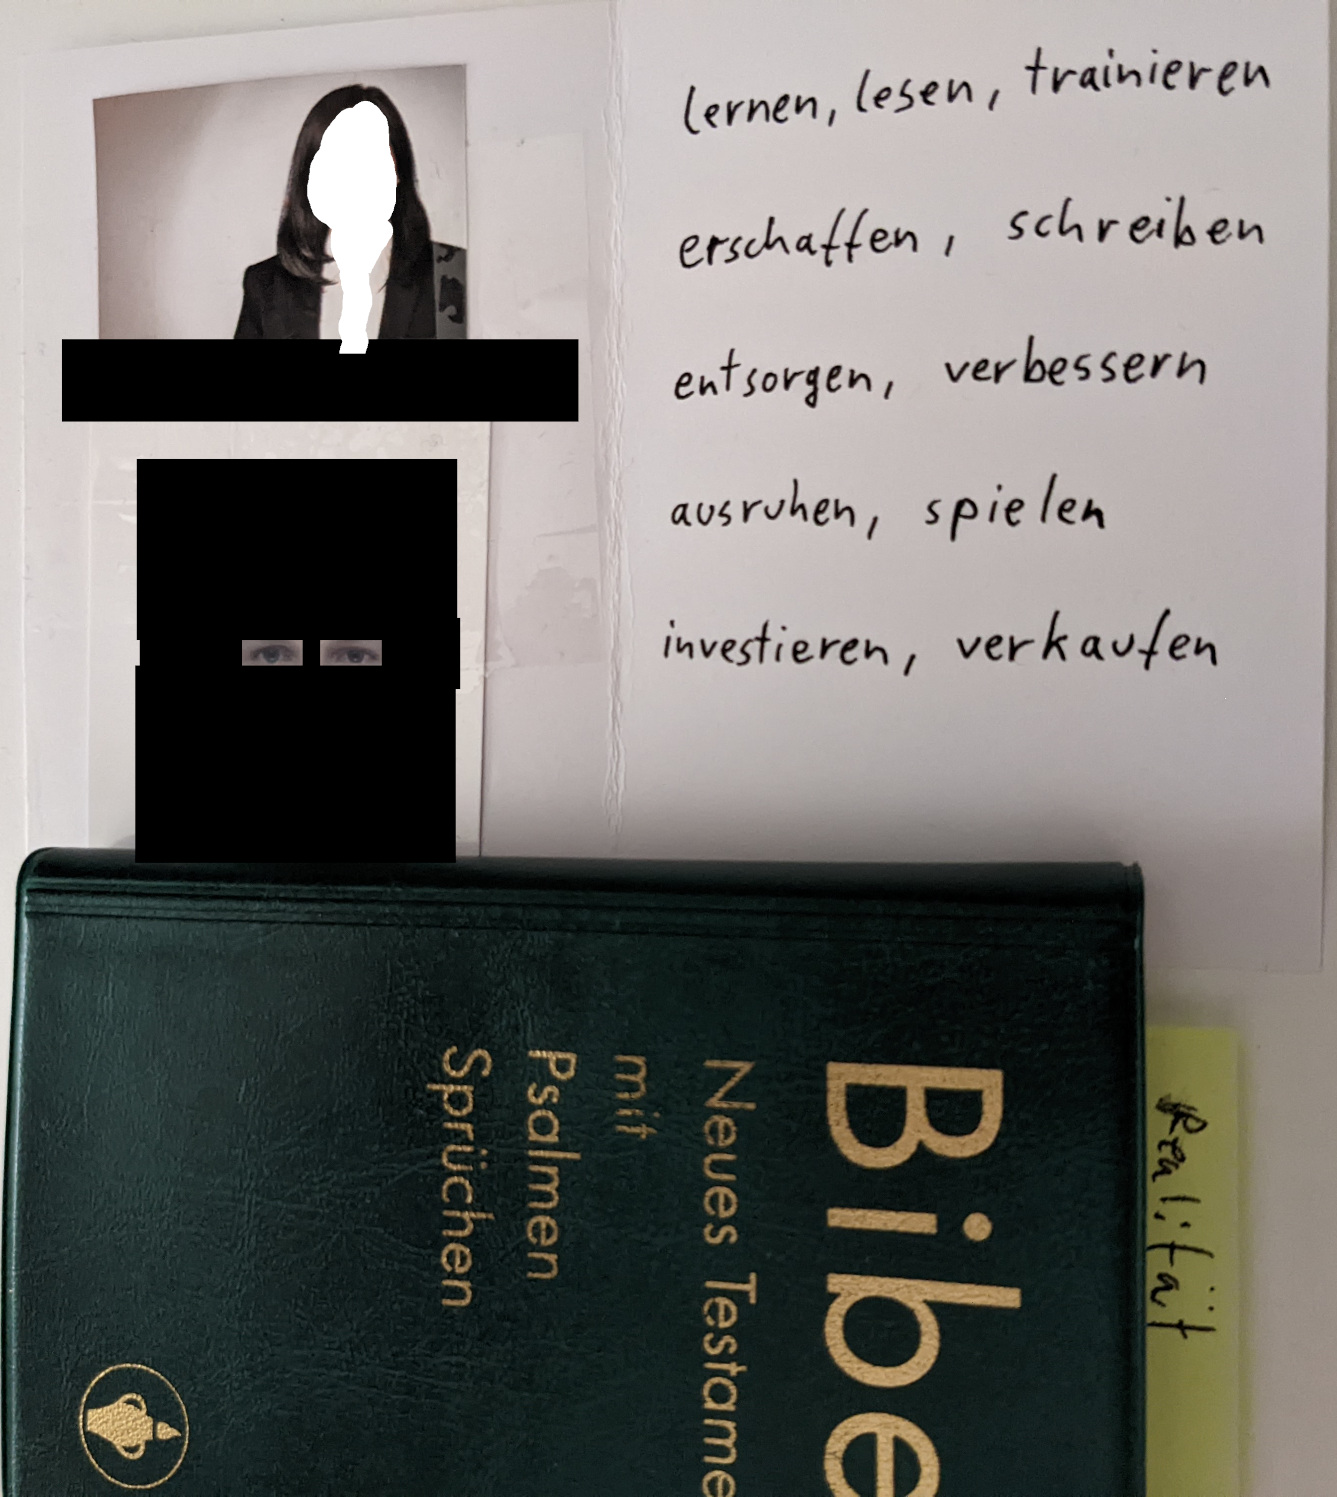 lernen, lesen, trainieren
erschaffen, schreiben
entsorgen, verbessern
ausruhen, spielen
investieren, verkaufen
Bibe
Neues Testame
mit
Psalmen
Sprüchen
Realität